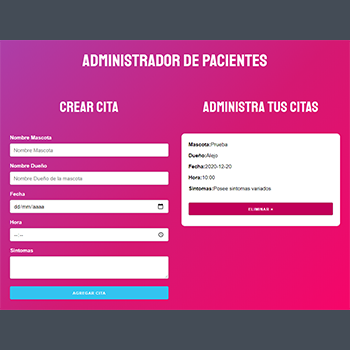 ADMINISTRADOR DE PACIENTES
CREAR CITA
Nombre Mascota
Nombre Mascota
Nombre Dueño
Nombre Dueño de la mascota
Fecha
dd/mm/aaaa
Hora
--:--
Síntomas
AGREGAR CITA
ADMINISTRA TUS CITAS
Mascota:Prueba
Dueño:Alejo
Fecha:2020-12-20
Hora:10:00
Síntomas:Posee sintomas variados
ELIMINAR ×